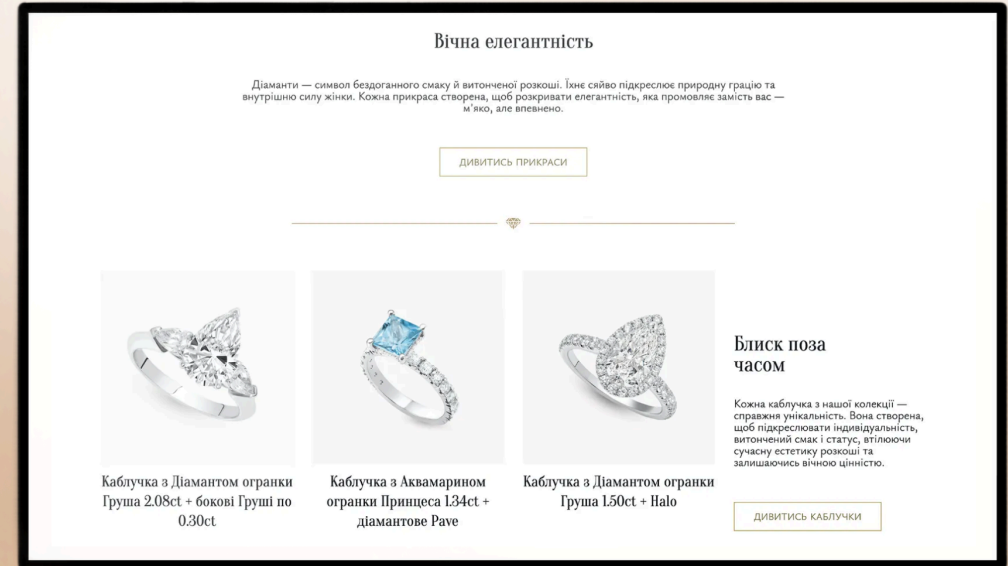 Вічна елегантність
Діаманти — символ бездоганного смаку й витонченої розкоші. Їхнє сяйво підкреслює природну грацію та
внутрішню силу жінки. Кожна прикраса створена, щоб розкривати елегантність, яка промовляє замість вас —
м'яко, але впевнено.
ДИВИТИСЬ ПРИКРАСИ
Каблучка з Діамантом огранки
Груша 2.08ct + бокові Груші по
0.30ct
Каблучка з Аквамарином
огранки Принцеса 1.34ct +
діамантове Pave
Каблучка з Діамантом огранки
Груша 1.50ct + Halo
Блиск поза
часом
Кожна каблучка з нашої колекції —
справжня унікальність. Вона створена,
щоб підкреслювати індивідуальність,
витончений смак і статус, втілюючи
сучасну естетику розкоші та
залишаючись вічною цінністю.
ДИВИТИСЬ КАБЛУЧКИ